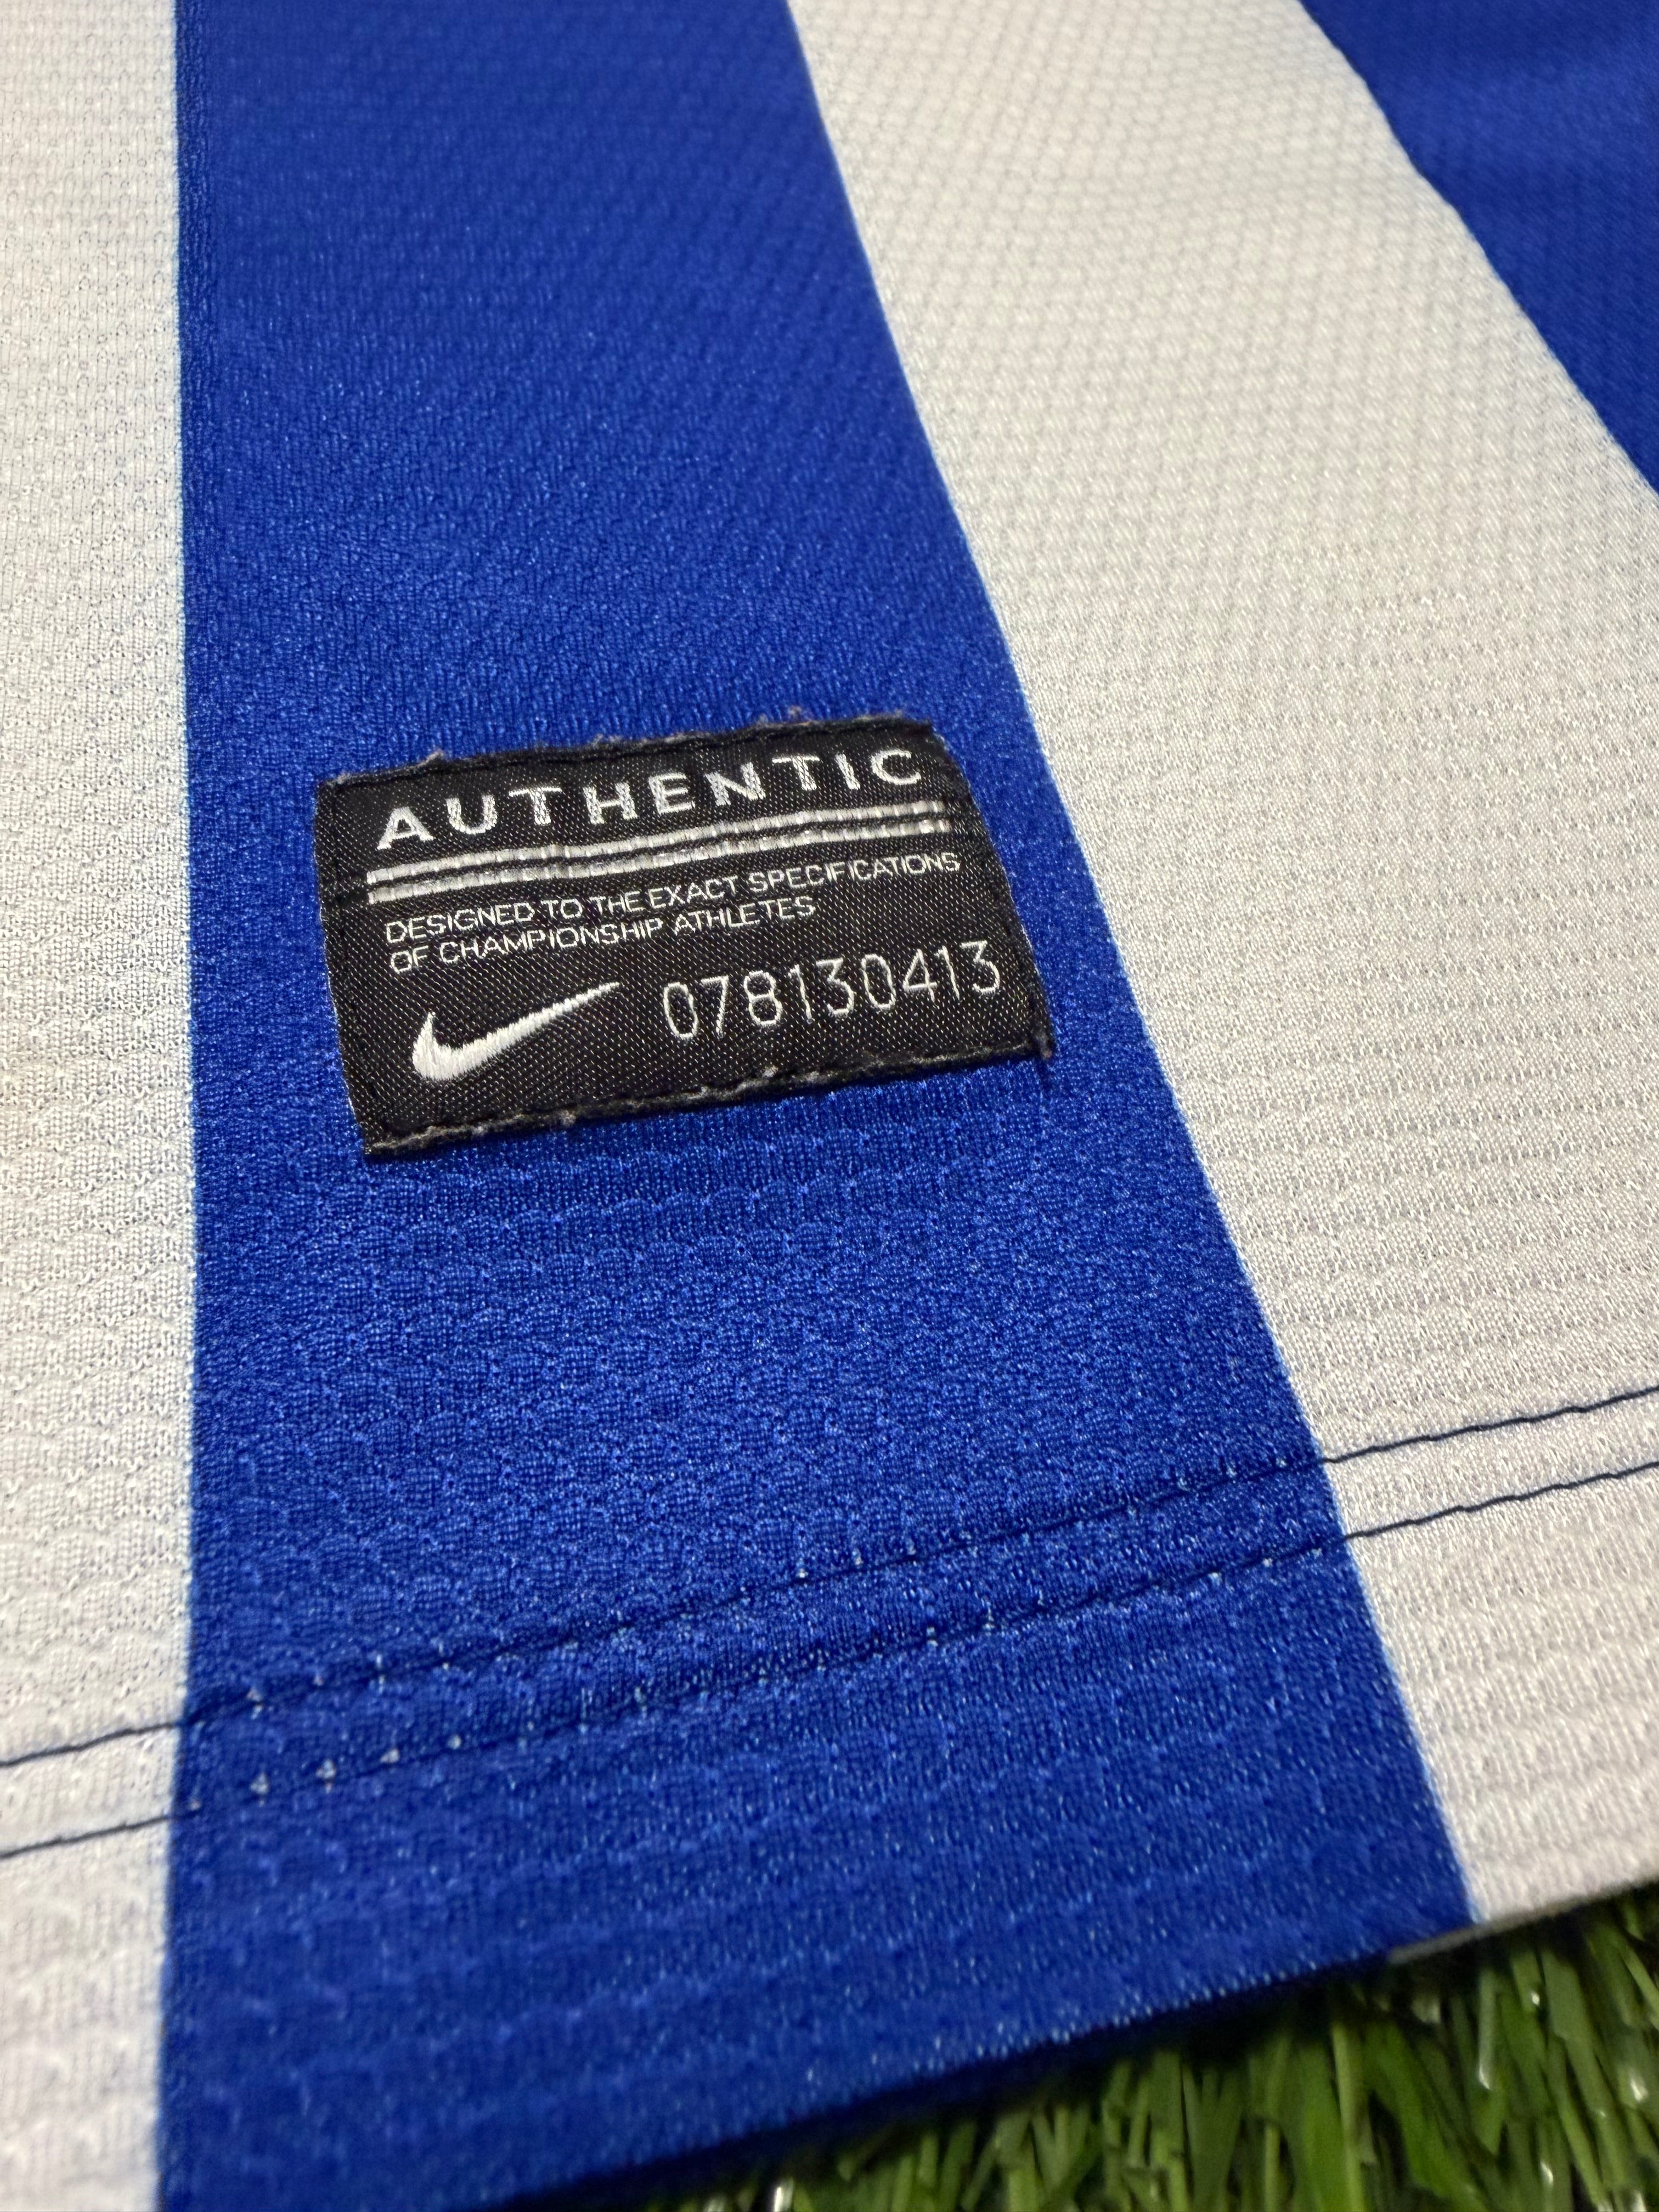 AUTHENTIC
DESIGNED TO THE EXACT SPECIFICATIONS
OF CHAMPIONSHIP ATHLETES
078130413